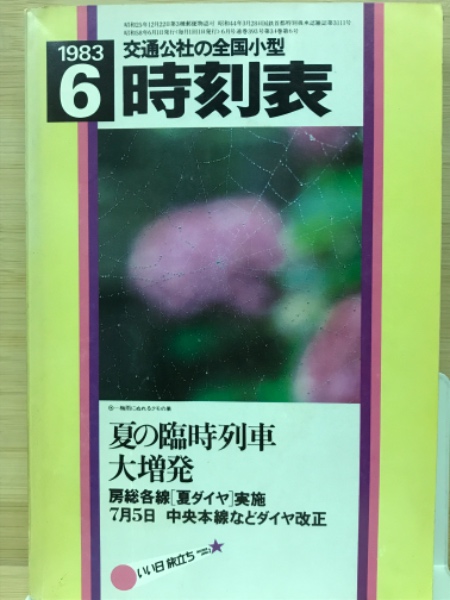 1983
6
交通公社の全国小型
時刻表
夏の臨時列車
大増発
房総各線［夏ダイヤ］実施
7月5日 中央本線などダイヤ改正
いい日旅立ち